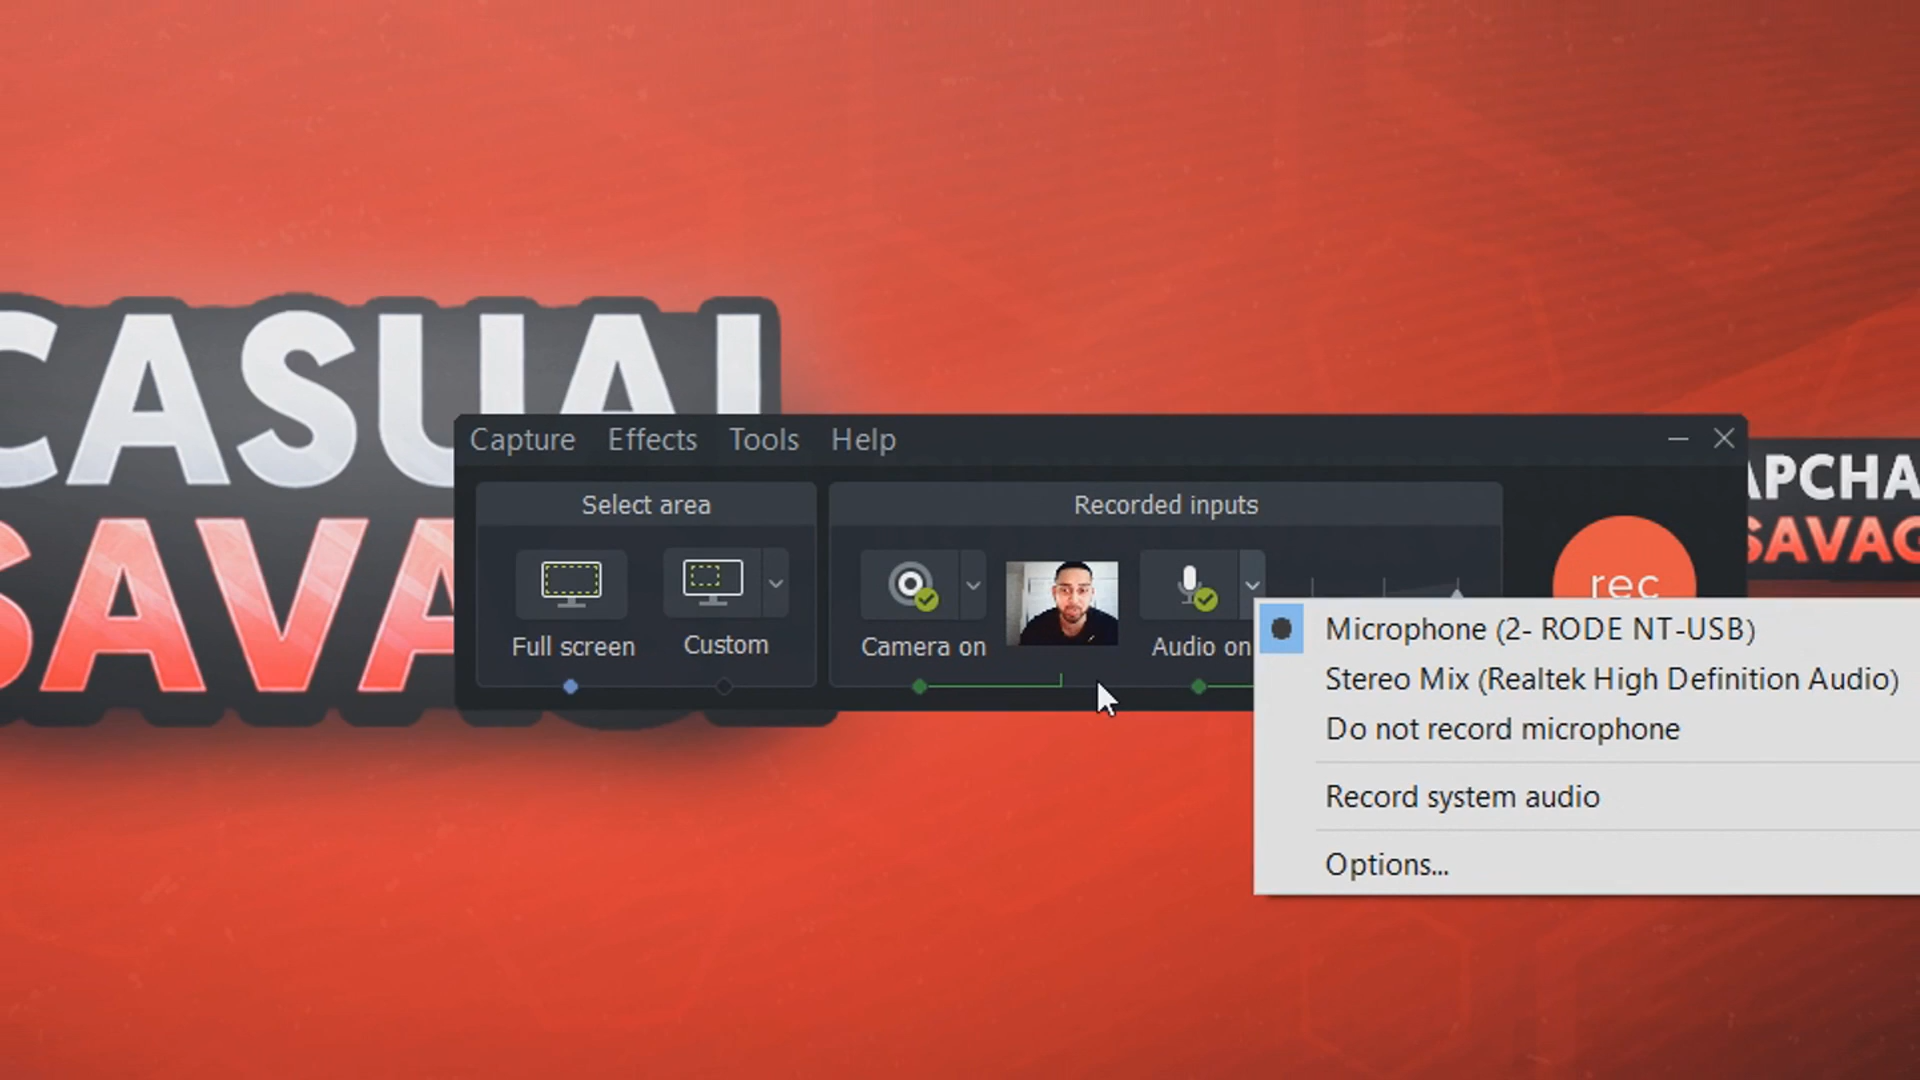 CASUAL
SAVA
Capture Effects Tools Help
Select area
Recorded inputs
Full screen
Custom
Camera on
Audio on
rec
APCHA
SAVAG
Microphone (2- RODE NT-USB)
Stereo Mix (Realtek High Definition Audio)
Do not record microphone
Record system audio
Options...